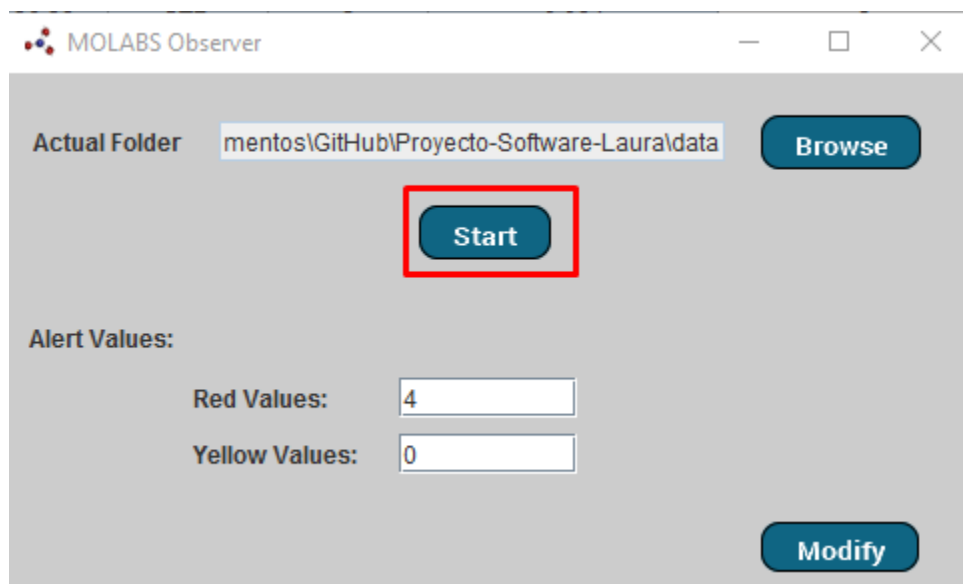 MOLABS Observer
Actual Folder mentos\GitHub\Proyecto-Software-Laura\data Browse
Start
Alert Values:
Red Values: 4
Yellow Values: 0
Modify